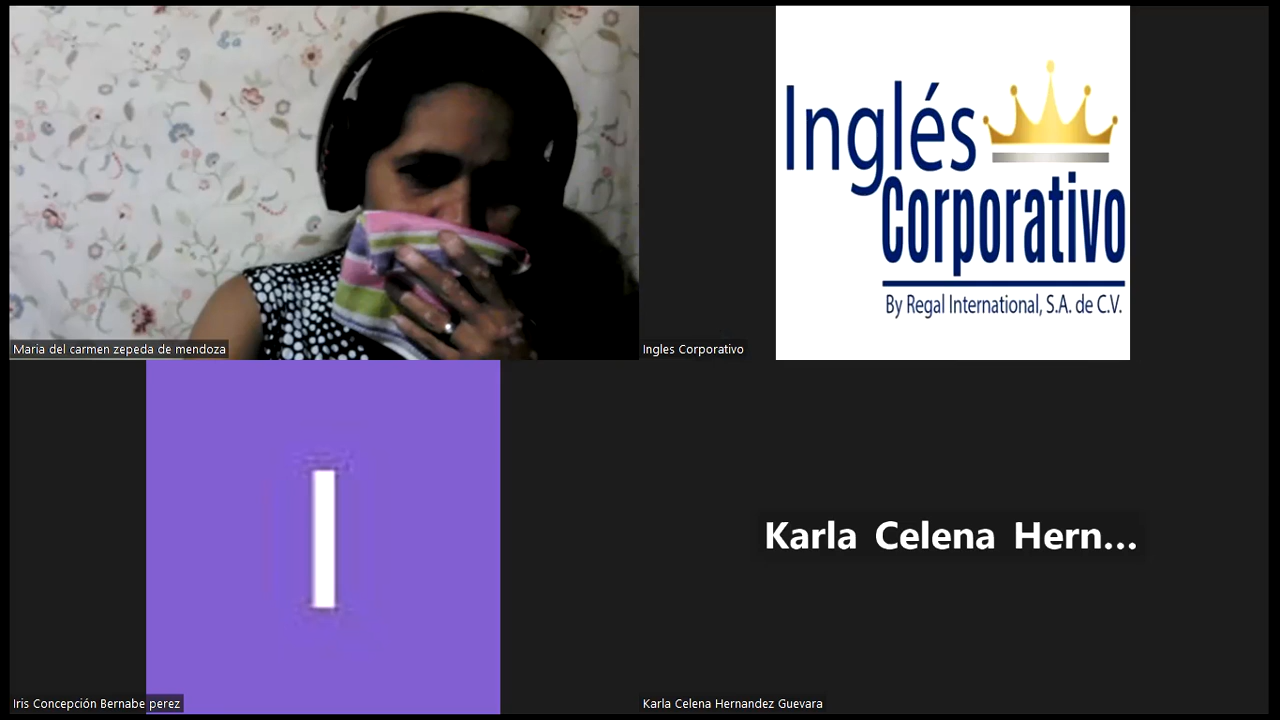 Inglés
Corporativo
By Regal International, S.A. de C.V.
Maria del carmen zepeda de mendoza
Ingles Corporativo
I
Karla Celena Hern...
Iris Concepción Bernabe perez
Karla Celena Hernandez Guevara